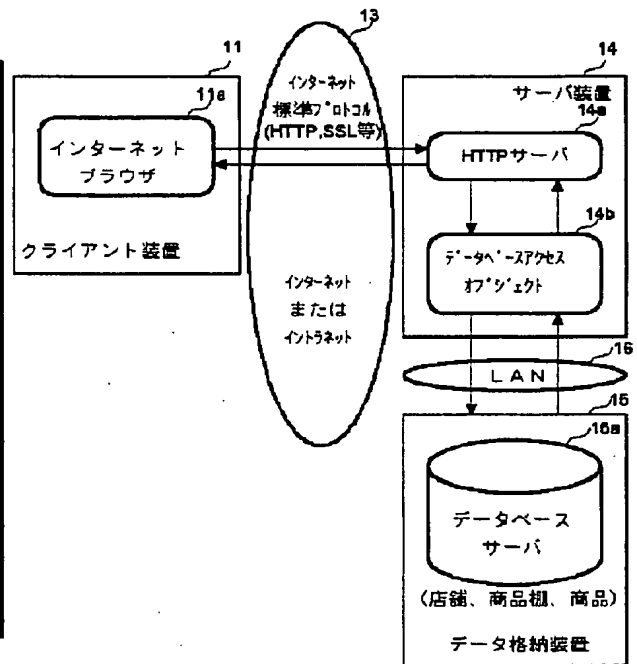 13
11
14
11a
インターネット
標準プロトコル
(HTTP,SSL等)
サーバ装置
14a
インターネット
ブラウザ
HTTPサーバ
クライアント装置
14b
データベースアクセス
オブジェクト
インターネット
または
イントラネット
16
LAN
15
データベース
サーバ
(店舗、商品棚、商品)
データ格納装置